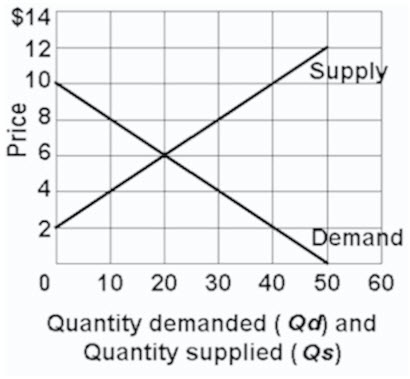 $14
12
10
8
6
4
2
Price
Supply
Demand
0 10 20 30 40 50 60
Quantity demanded ( Qd) and
Quantity supplied ( Qs)